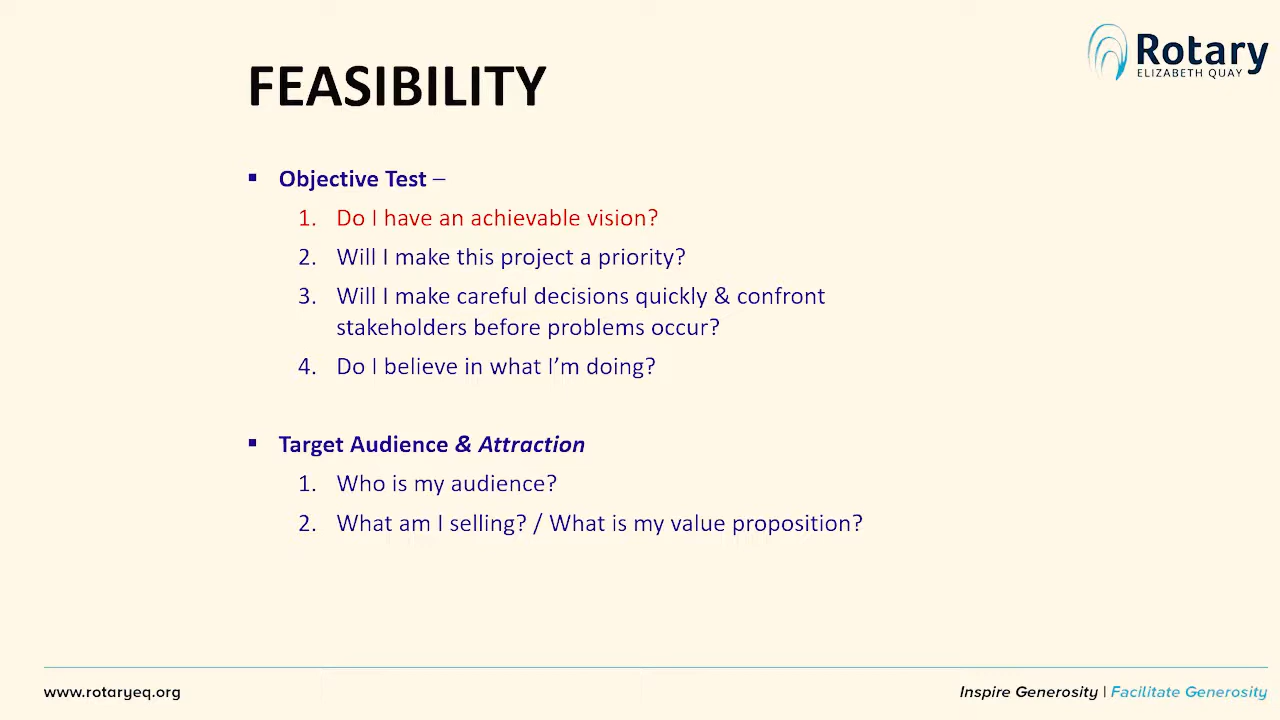 Rotary
ELIZABETH QUAY
FEASIBILITY
▪ Objective Test –
1. Do I have an achievable vision?
2. Will I make this project a priority?
3. Will I make careful decisions quickly & confront
stakeholders before problems occur?
4. Do I believe in what I’m doing?
▪ Target Audience & Attraction
1. Who is my audience?
2. What am I selling? / What is my value proposition?
www.rotaryeq.org
Inspire Generosity | Facilitate Generosity